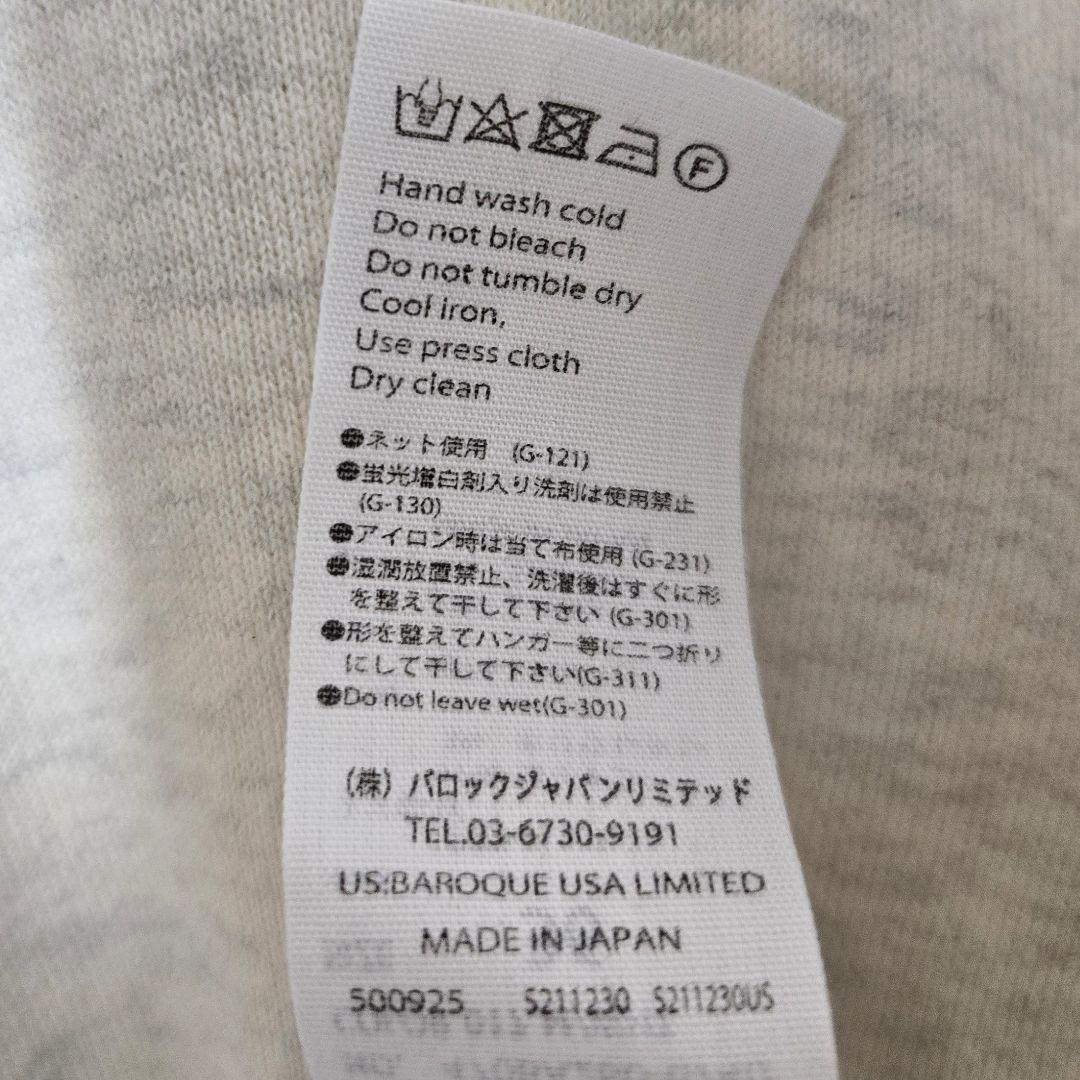 F
Hand wash cold
Do not bleach
Do not tumble dry
Cool iron,
Use press cloth
Dry clean
●ネット使用 (G-121)
●蛍光増白剤入り洗剤は使用禁止
(G-130)
●アイロン時は当て布使用 (G-231)
●湿潤放置禁止、洗濯後はすぐに形
を整えて干して下さい (G-301)
●形を整えてハンガー等に二つ折り
にして干して下さい(G-311)
●Do not leave wet(G-301)
(株) バロックジャパンリミテッド
TEL.03-6730-9191
US:BAROQUE USA LIMITED
MADE IN JAPAN
500925 S211230 S211230US